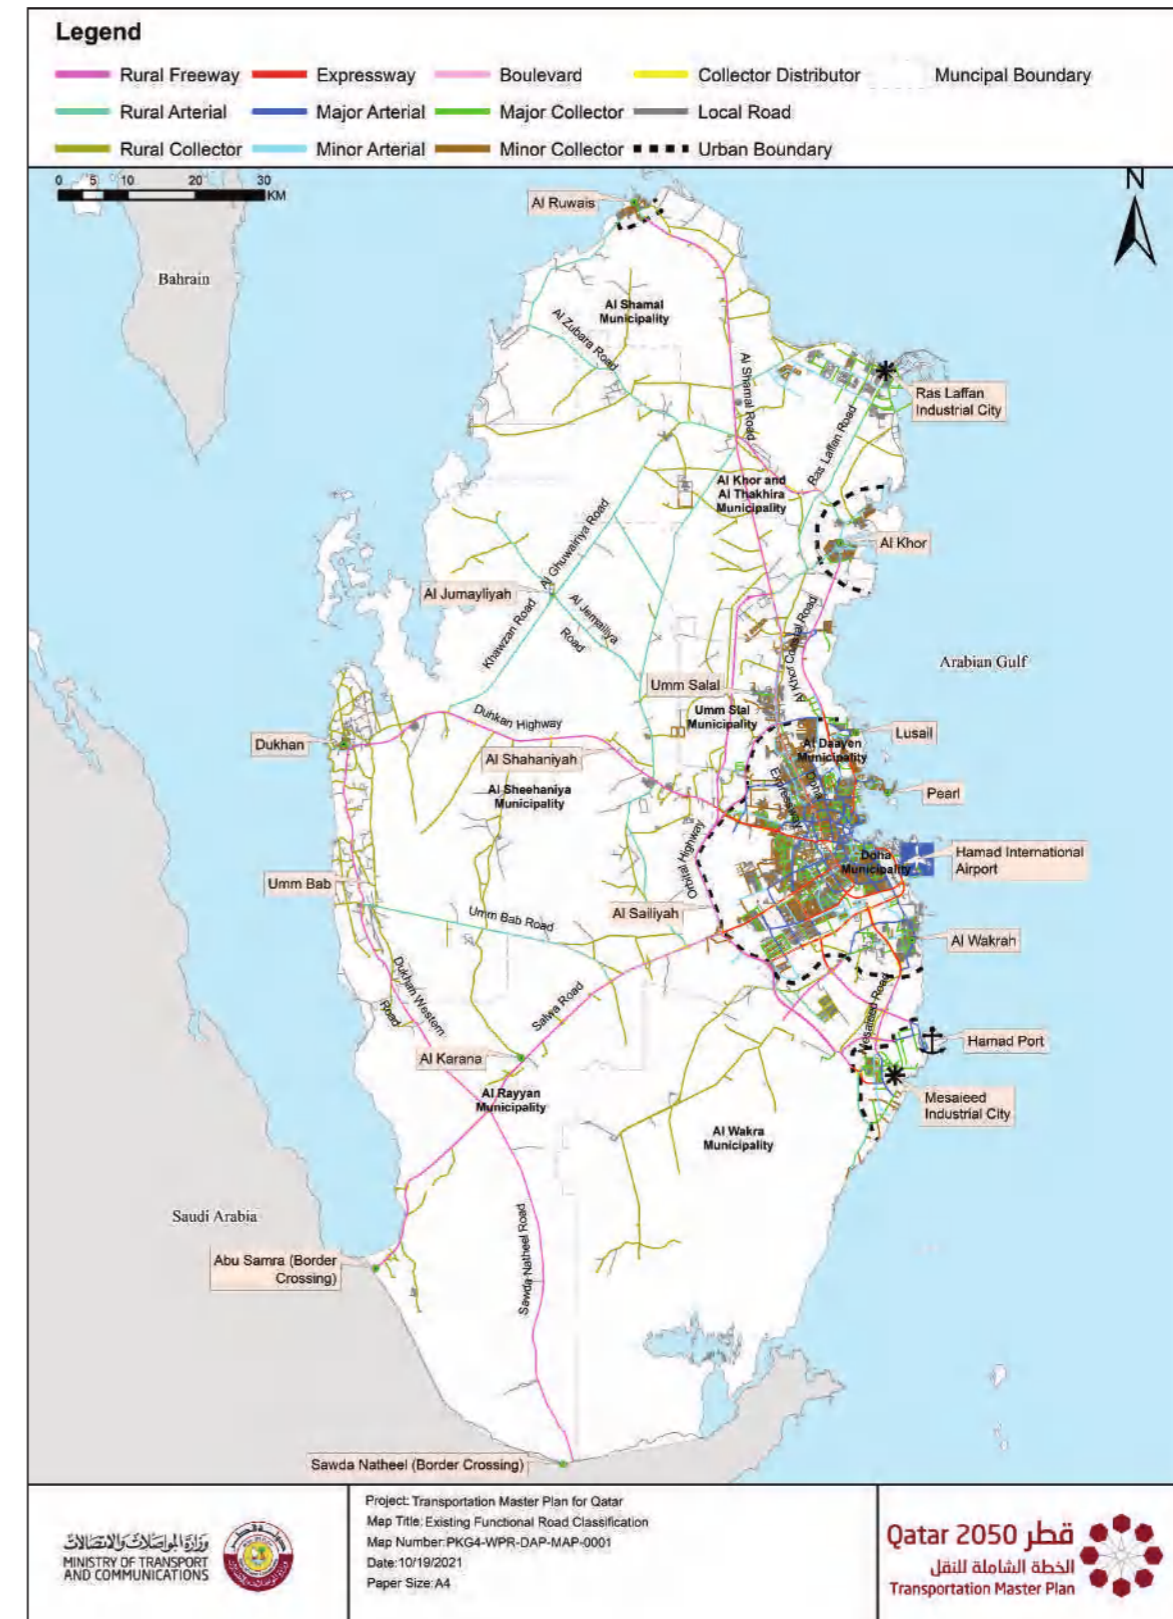 Legend
Rural Freeway
Expressway
Boulevard
Collector Distributor
Muncipal Boundary
Rural Arterial
Major Arterial
Major Collector
Local Road
Rural Collector
Minor Arterial
Minor Collector
Urban Boundary
0 5 10 20 30
KM
N
Al Ruwais
Bahrain
Al Shamal
Municipality
Al Zubara Road
Al Shamal Road
Ras Laffan
Industrial City
Ras Laffan Road
Al Khor and
Al Thakhira
Municipality
Al Khor
Al Ghuwairiya Road
Al Jumayliyah
Al Jemailiya
Road
Khawzan Road
Al Khor Coastal Road
Arabian Gulf
Umm Salal
Umm Slal
Municipality
Duhkan Highway
Lusail
Dukhan
Al Daayen
Municipality
Al Shahaniyah
Al Sheehaniya
Municipality
Doha
Expressway
Pearl
Orbital Highway
Doha
Municipality
Hamad International
Airport
Umm Bab
Umm Bab Road
Al Sailiyah
Al Wakrah
Dukhan Western
Road
Salwa Road
Mesaieed Road
Hamad Port
Al Karana
Al Rayyan
Municipality
Mesaieed
Industrial City
Al Wakra
Municipality
Saudi Arabia
Sawda Natheel Road
Abu Samra (Border
Crossing)
Sawda Natheel (Border Crossing)
وزارة المواصلات والاتصالات
MINISTRY OF TRANSPORT
AND COMMUNICATIONS
Project: Transportation Master Plan for Qatar
Map Title: Existing Functional Road Classification
Map Number: PKG4-WPR-DAP-MAP-0001
Date: 10/19/2021
Paper Size: A4
Qatar 2050 قطر
الخطة الشاملة للنقل
Transportation Master Plan